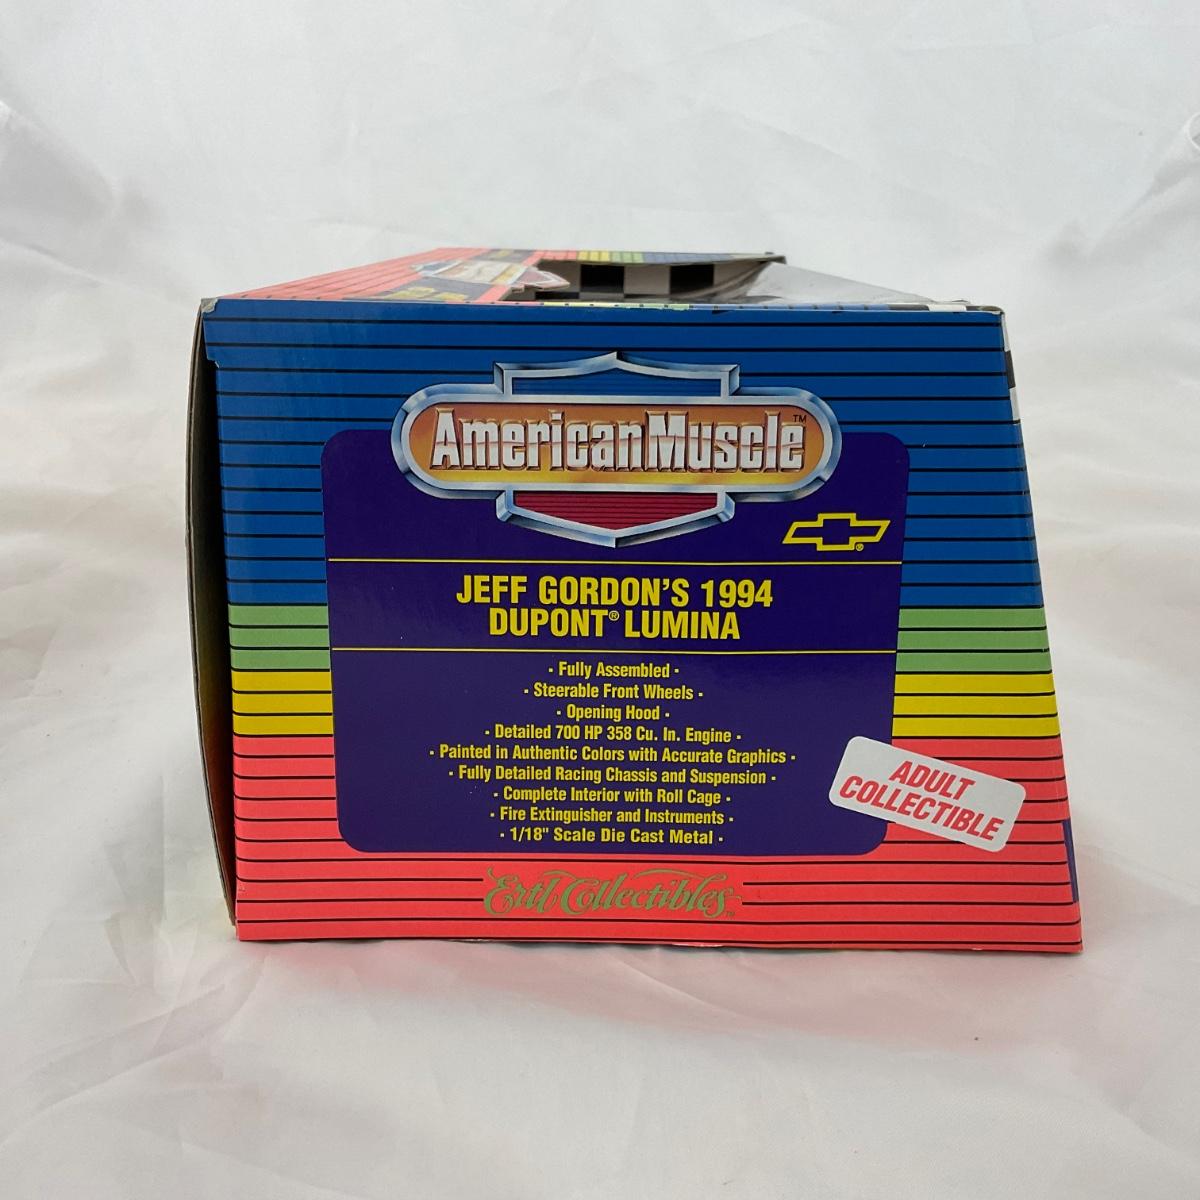 AmericanMuscle™
JEFF GORDON'S 1994
DUPONT® LUMINA
- Fully Assembled -
- Steerable Front Wheels -
- Opening Hood -
- Detailed 700 HP 358 Cu. In. Engine -
- Painted in Authentic Colors with Accurate Graphics -
- Fully Detailed Racing Chassis and Suspension -
- Complete Interior with Roll Cage -
- Fire Extinguisher and Instruments -
- 1/18" Scale Die Cast Metal -
ADULT
COLLECTIBLE
Ertl Collectibles™